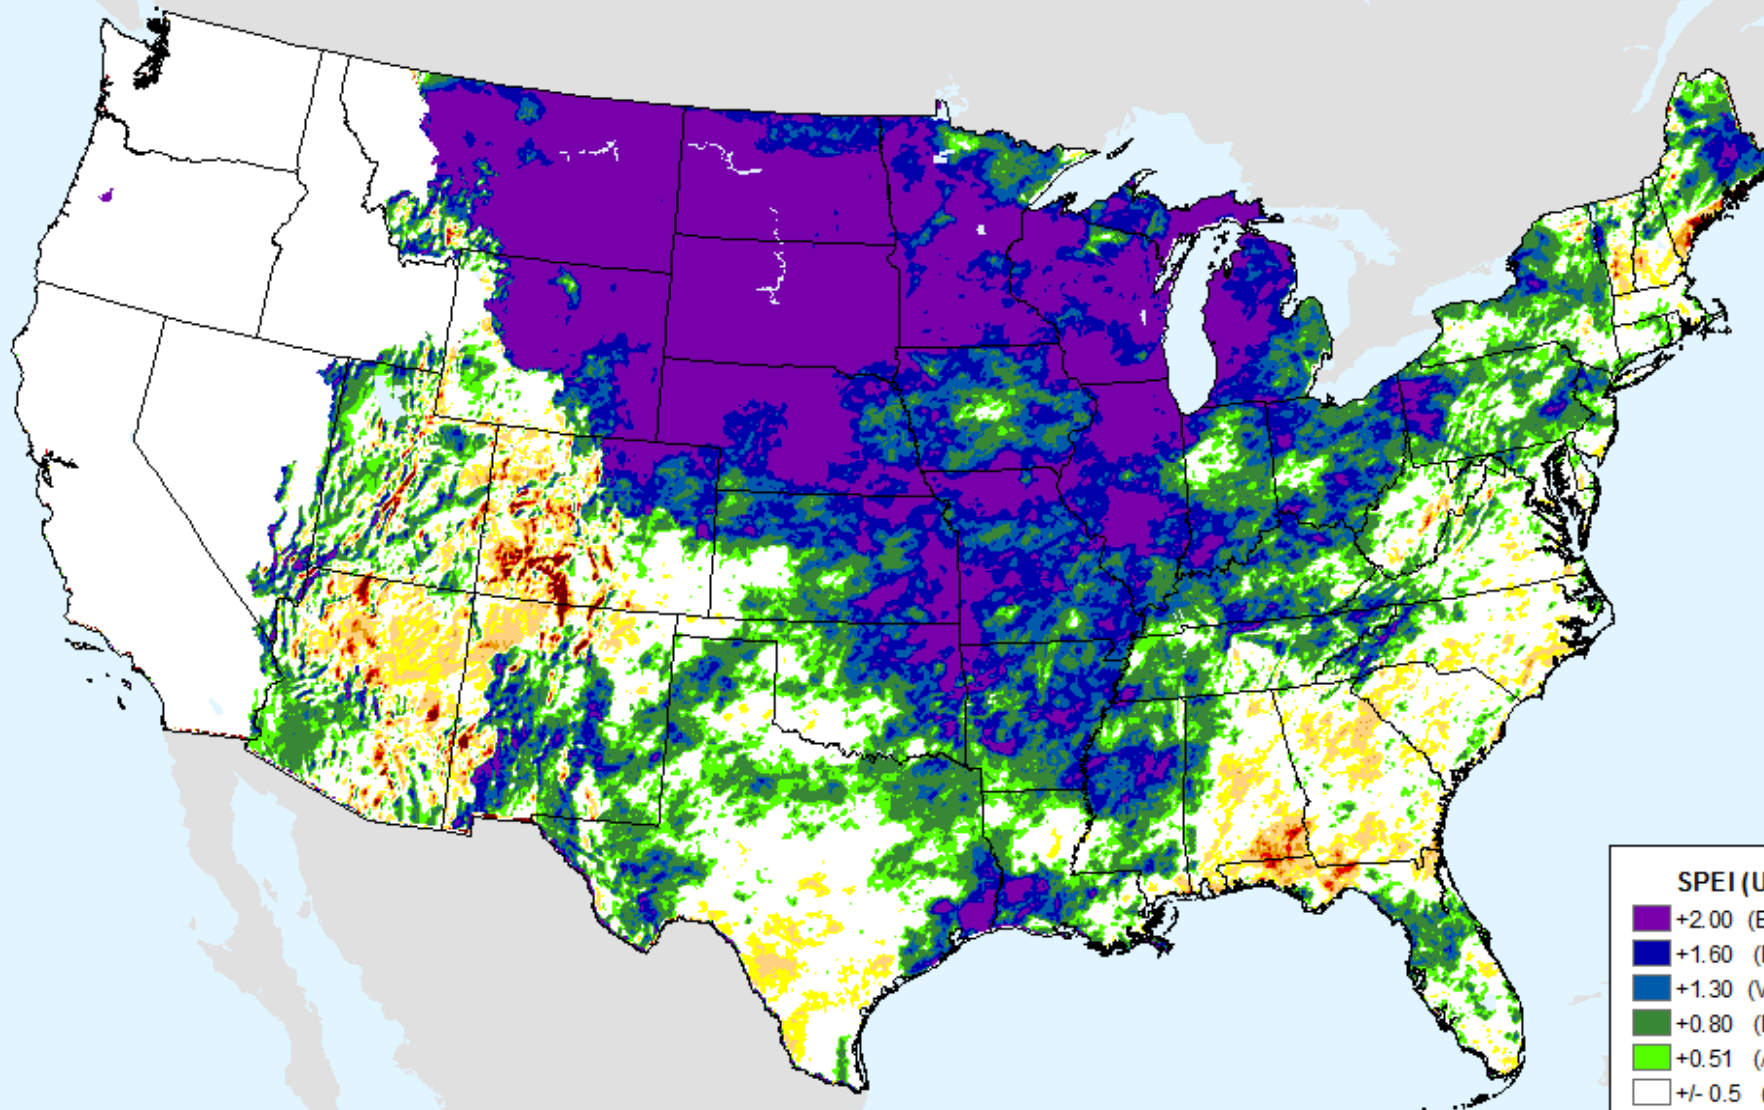 SPEI (U
+2.00 (E
+1.60 (
+1.30 (V
+0.80 (
+0.51 (
+/- 0.5 (